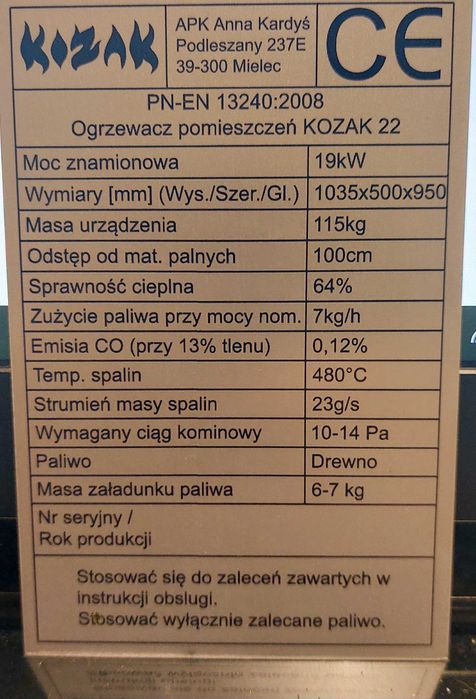 KOZAK
APK Anna Kardyś
Podleszany 237E
39-300 Mielec
CE
PN-EN 13240:2008
Ogrzewacz pomieszczeń KOZAK 22
Moc znamionowa 19kW
Wymiary [mm] (Wys./Szer./Gł.) 1035x500x950
Masa urządzenia 115kg
Odstęp od mat. palnych 100cm
Sprawność cieplna 64%
Zużycie paliwa przy mocy nom. 7kg/h
Emisia CO (przy 13% tlenu) 0,12%
Temp. spalin 480°C
Strumień masy spalin 23g/s
Wymagany ciąg kominowy 10-14 Pa
Paliwo Drewno
Masa załadunku paliwa 6-7 kg
Nr seryjny /
Rok produkcji
Stosować się do zaleceń zawartych w
instrukcji obsługi.
Stosować wyłącznie zalecane paliwo.